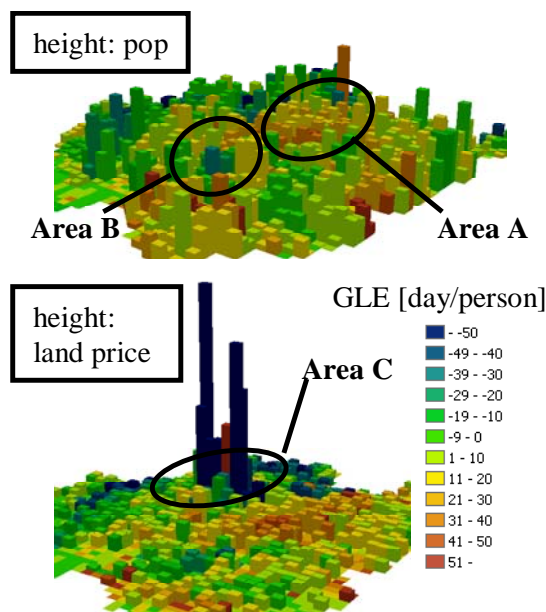 height: pop
Area B
Area A
height:
land price
GLE [day/person]
Area C
- -50
-49 - -40
-39 - -30
-29 - -20
-19 - -10
-9 - 0
1 - 10
11 - 20
21 - 30
31 - 40
41 - 50
51 -